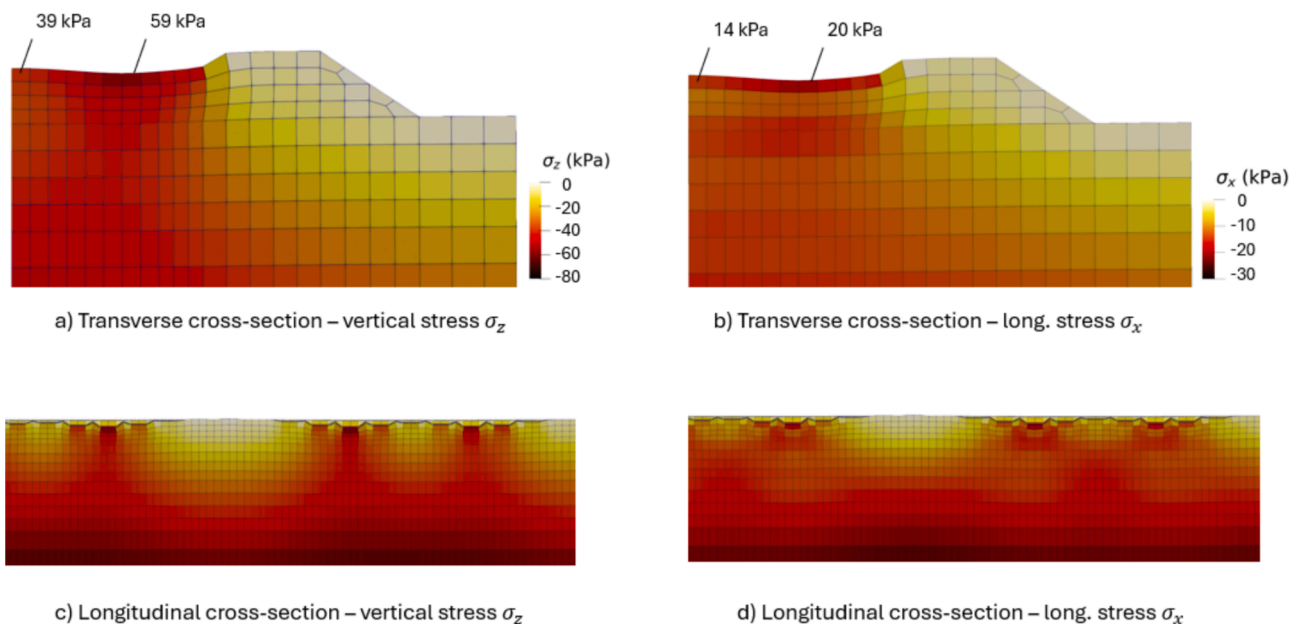 39 kPa
59 kPa
14 kPa
20 kPa
σz (kPa)
0
-20
-40
-60
-80
σx (kPa)
0
-10
-20
-30
a) Transverse cross-section – vertical stress σz
b) Transverse cross-section – long. stress σx
c) Longitudinal cross-section – vertical stress σz
d) Longitudinal cross-section – long. stress σx